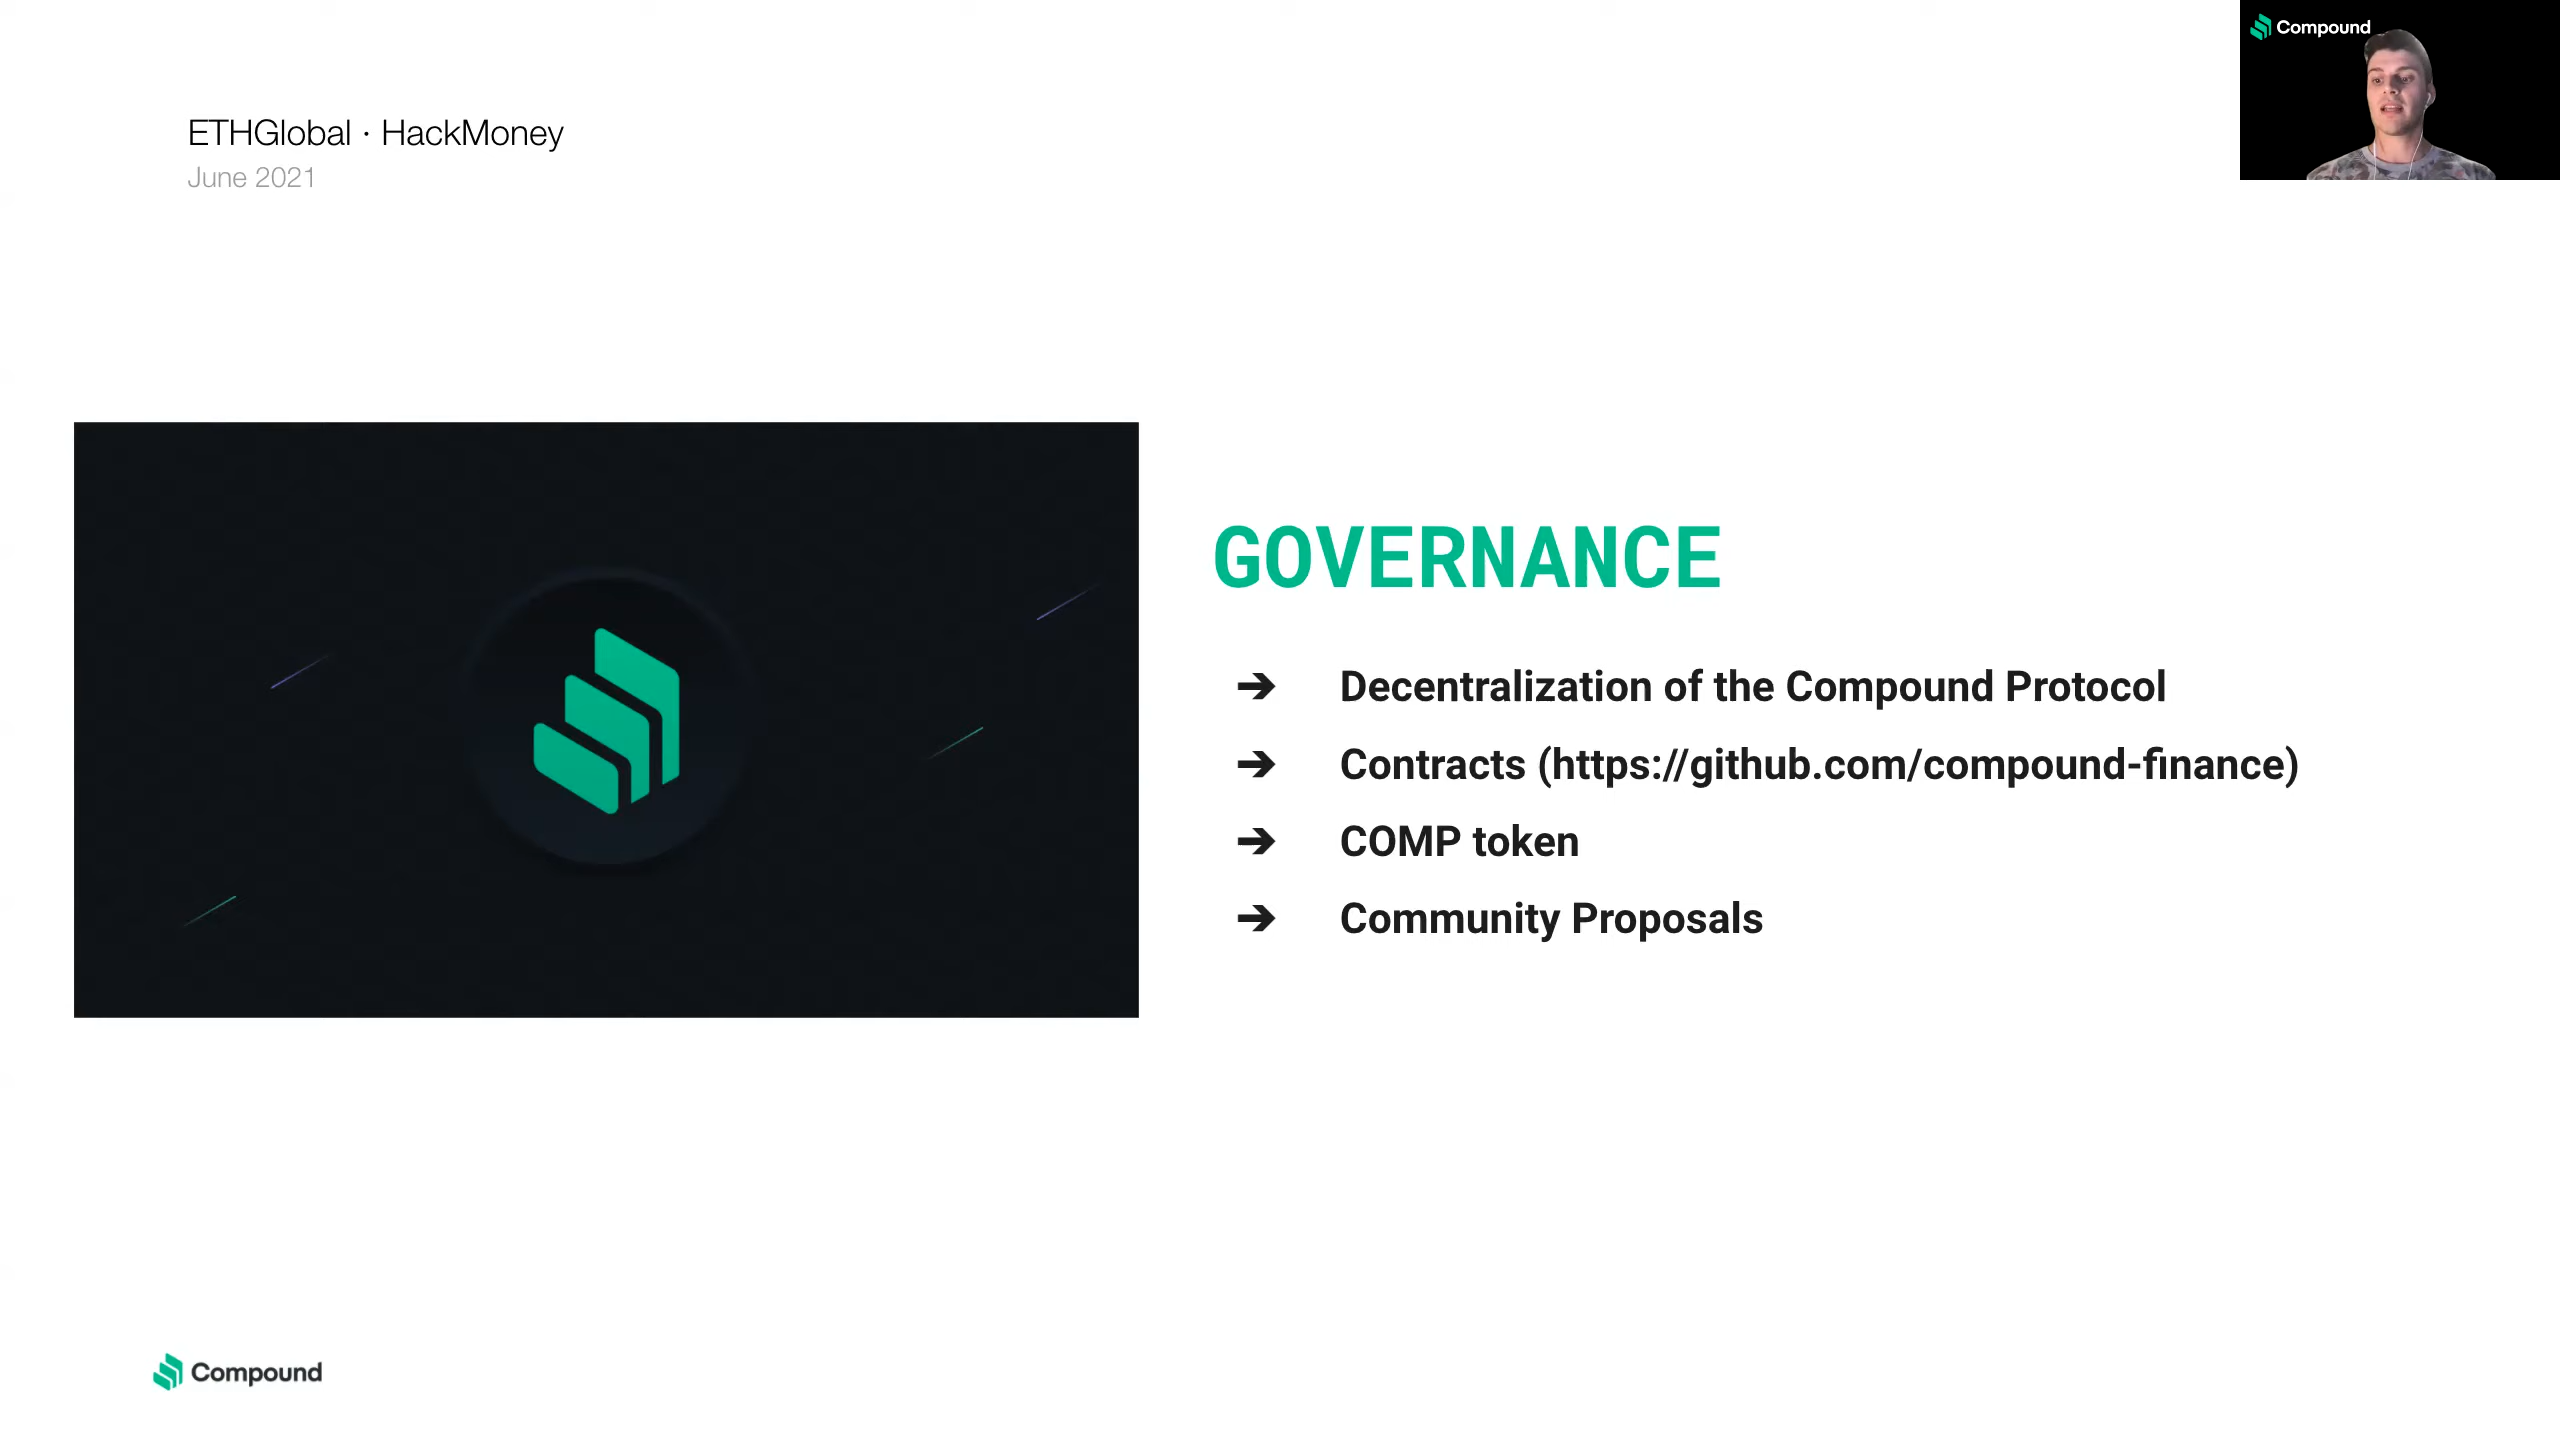 Compound
ETHGlobal · HackMoney
June 2021
GOVERNANCE
➔ Decentralization of the Compound Protocol
➔ Contracts (https://github.com/compound-finance)
➔ COMP token
➔ Community Proposals
Compound